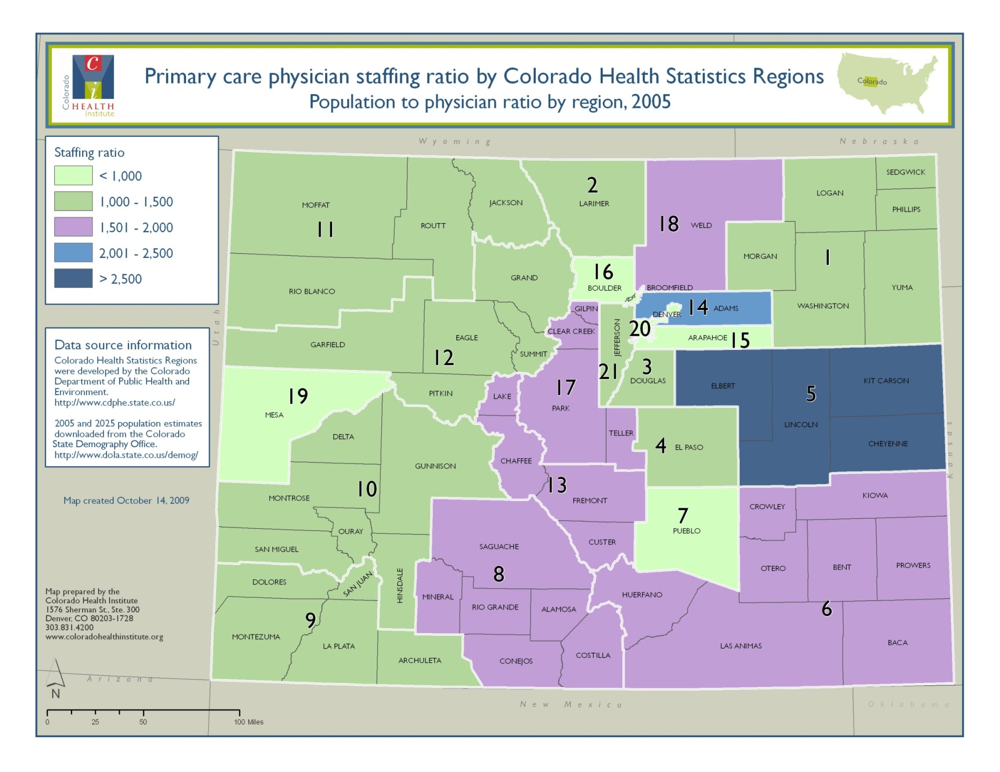 Colorado
C
i
HEALTH
Institute
Primary care physician staffing ratio by Colorado Health Statistics Regions
Population to physician ratio by region, 2005
Colorado
Staffing ratio
< 1,000
1,000 - 1,500
1,501 - 2,000
2,001 - 2,500
> 2,500
Data source information
Colorado Health Statistics Regions
were developed by the Colorado
Department of Public Health and
Environment.
http://www.cdphe.state.co.us/
2005 and 2025 population estimates
downloaded from the Colorado
State Demography Office.
http://www.dola.state.co.us/demog/
Map created October 14, 2009
Map prepared by the
Colorado Health Institute
1576 Sherman St., Ste. 300
Denver, CO 80203-1728
303.831.4200
www.coloradohealthinstitute.org
N
0 25 50 100 Miles
Wyoming
Nebraska
Utah
Kansas
Arizona
New Mexico
Oklahoma
MOFFAT
11
ROUTT
JACKSON
2
LARIMER
18 WELD
LOGAN
SEDGWICK
PHILLIPS
MORGAN
1
YUMA
WASHINGTON
RIO BLANCO
GRAND
16
BOULDER
BROOMFIELD
GILPIN
CLEAR CREEK
JEFFERSON
21
DENVER
20
14 ADAMS
ARAPAHOE 15
GARFIELD
EAGLE
12
SUMMIT
3
DOUGLAS
ELBERT
5
KIT CARSON
LINCOLN
CHEYENNE
19
MESA
PITKIN
LAKE
17
PARK
TELLER
4 EL PASO
DELTA
GUNNISON
CHAFFEE
13
FREMONT
10
MONTROSE
OURAY
SAN MIGUEL
SAGUACHE
8
CUSTER
7
PUEBLO
CROWLEY
KIOWA
OTERO
BENT
PROWERS
DOLORES
SAN JUAN
HINSDALE
MINERAL
RIO GRANDE
ALAMOSA
HUERFANO
6
9
MONTEZUMA
LA PLATA
ARCHULETA
CONEJOS
COSTILLA
LAS ANIMAS
BACA